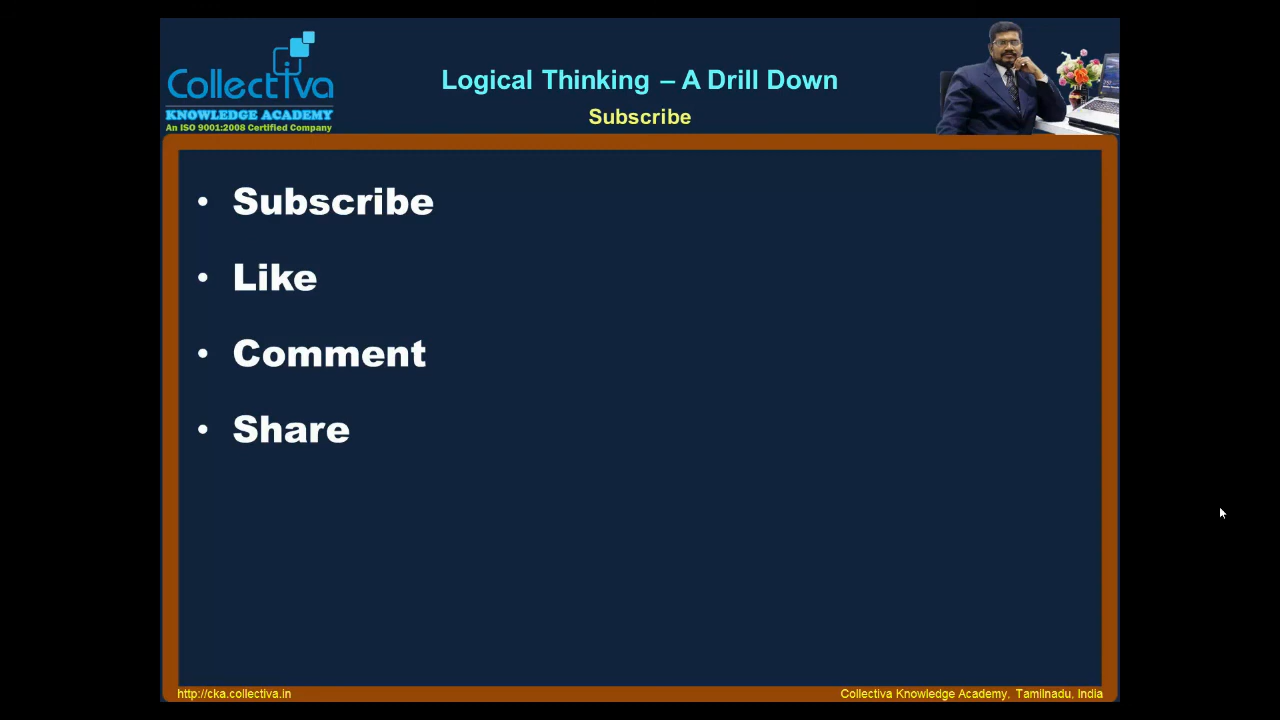 Collectiva
KNOWLEDGE ACADEMY
An ISO 9001:2008 Certified Company
Logical Thinking – A Drill Down
Subscribe
• Subscribe
• Like
• Comment
• Share
http://cka.collectiva.in
Collectiva Knowledge Academy, Tamilnadu, India